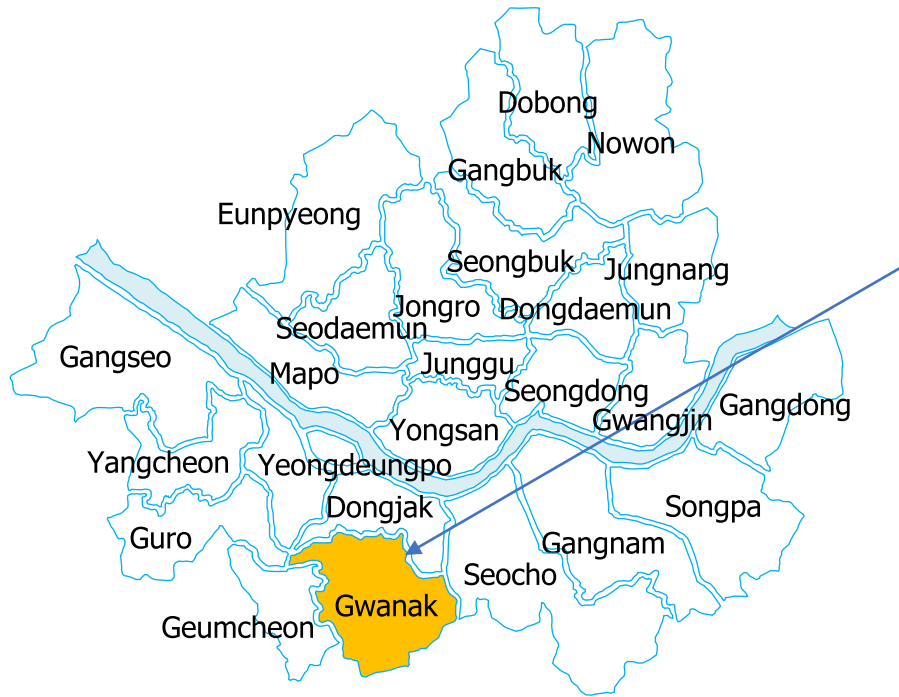 Dobong
Nowon
Gangbuk
Eunpyeong
Seongbuk
Jungnang
Jongro
Dongdaemun
Seodaemun
Gangseo
Junggu
Mapo
Seongdong
Gangdong
Gwangjin
Yongsan
Yangcheon
Yeongdeungpo
Dongjak
Songpa
Guro
Gangnam
Seocho
Gwanak
Geumcheon